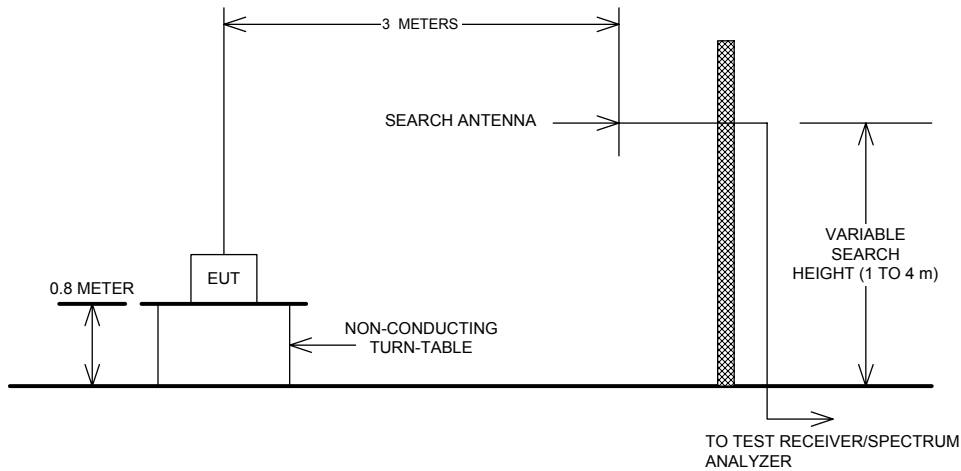 3 METERS
SEARCH ANTENNA
EUT
0.8 METER
NON-CONDUCTING
TURN-TABLE
VARIABLE
SEARCH
HEIGHT (1 TO 4 m)
TO TEST RECEIVER/SPECTRUM
ANALYZER